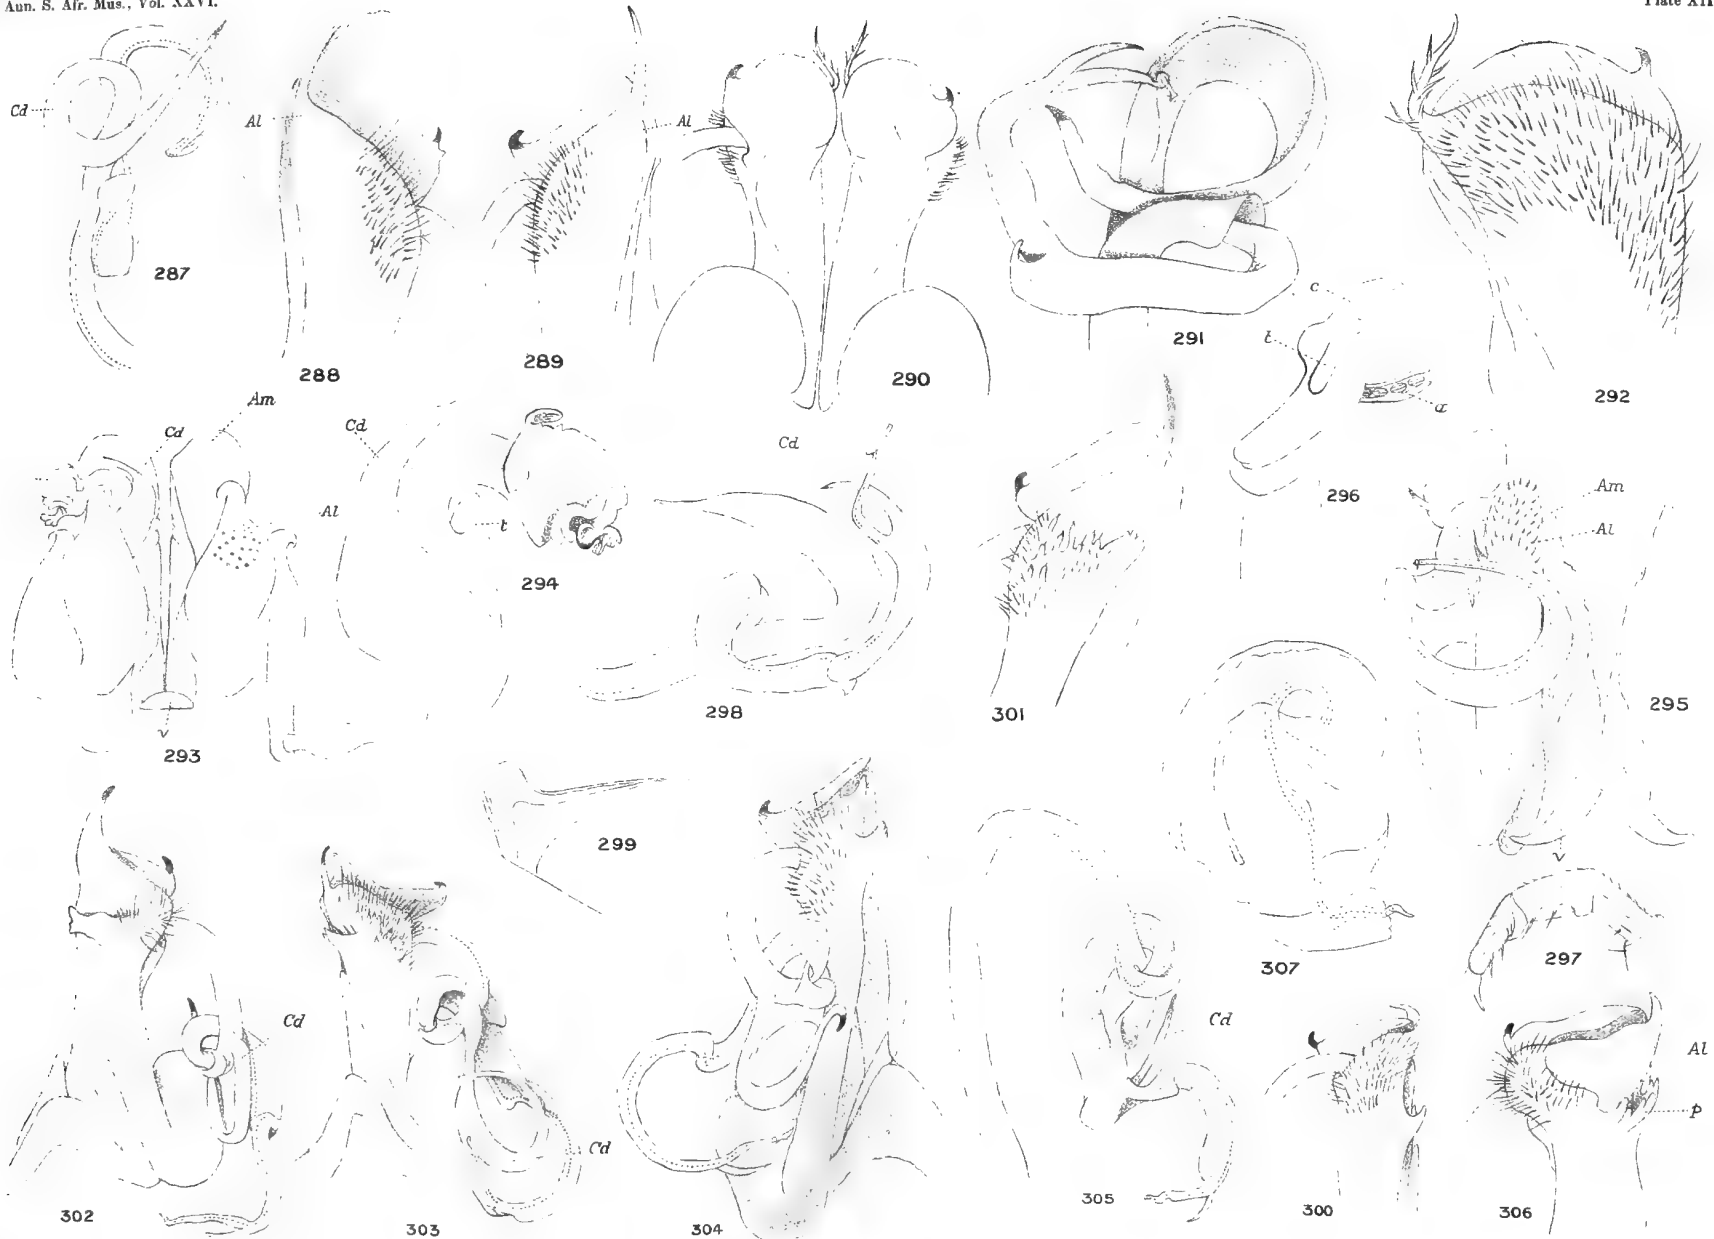 Ann. S. Afr. Mus., Vol. XXVI.
Plate XII
Cd
287
Al
288
289
Al
290
291
292
c
t
a
296
Cd
Am
Al
293
Cd
t
294
Cd
298
301
Am
Al
295
299
307
297
Cd
302
Cd
303
304
Cd
305
300
Al
p
306